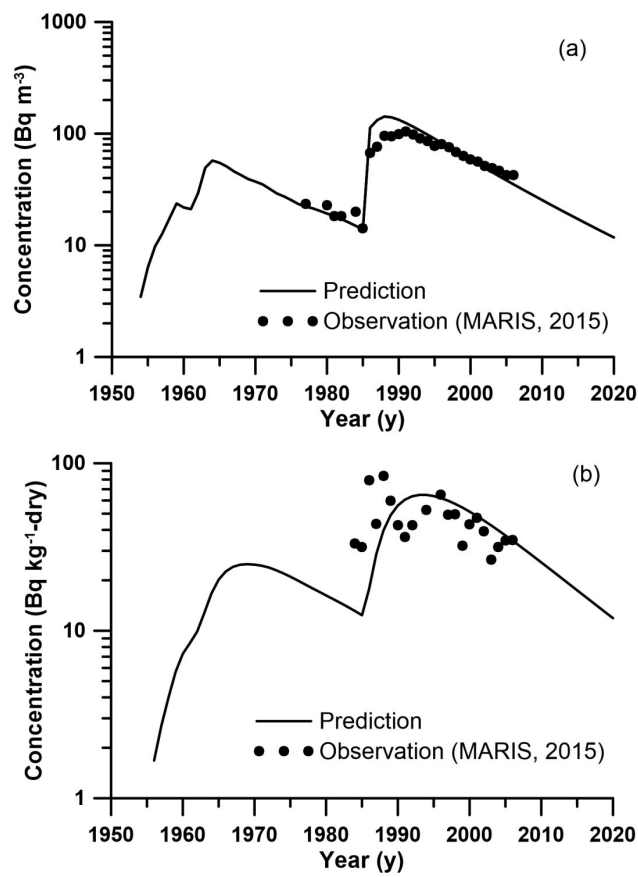 1000
(a)
100
10
1
Concentration (Bq m⁻³)
Prediction
Observation (MARIS, 2015)
1950 1960 1970 1980 1990 2000 2010 2020
Year (y)
100
(b)
10
1
Concentration (Bq kg⁻¹-dry)
Prediction
Observation (MARIS, 2015)
1950 1960 1970 1980 1990 2000 2010 2020
Year (y)